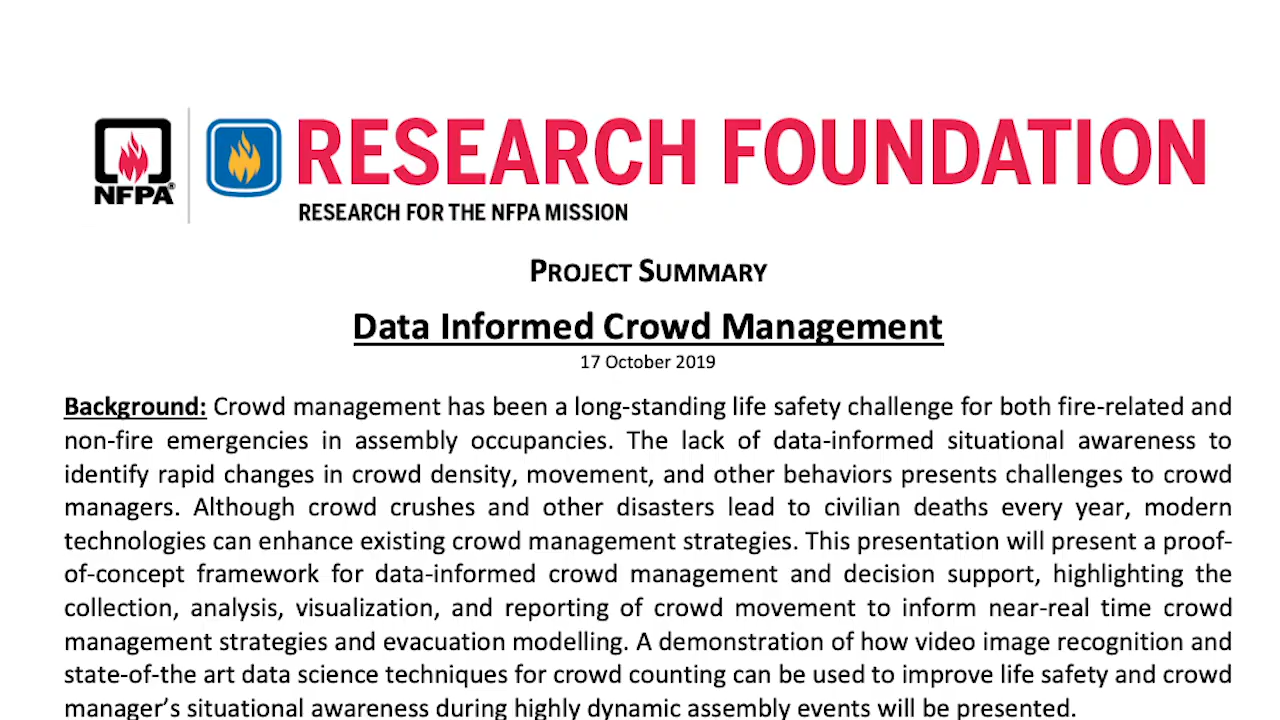 NFPA®
RESEARCH FOUNDATION
RESEARCH FOR THE NFPA MISSION
PROJECT SUMMARY
Data Informed Crowd Management
17 October 2019
Background: Crowd management has been a long-standing life safety challenge for both fire-related and
non-fire emergencies in assembly occupancies. The lack of data-informed situational awareness to
identify rapid changes in crowd density, movement, and other behaviors presents challenges to crowd
managers. Although crowd crushes and other disasters lead to civilian deaths every year, modern
technologies can enhance existing crowd management strategies. This presentation will present a proof-
of-concept framework for data-informed crowd management and decision support, highlighting the
collection, analysis, visualization, and reporting of crowd movement to inform near-real time crowd
management strategies and evacuation modelling. A demonstration of how video image recognition and
state-of-the art data science techniques for crowd counting can be used to improve life safety and crowd
manager’s situational awareness during highly dynamic assembly events will be presented.